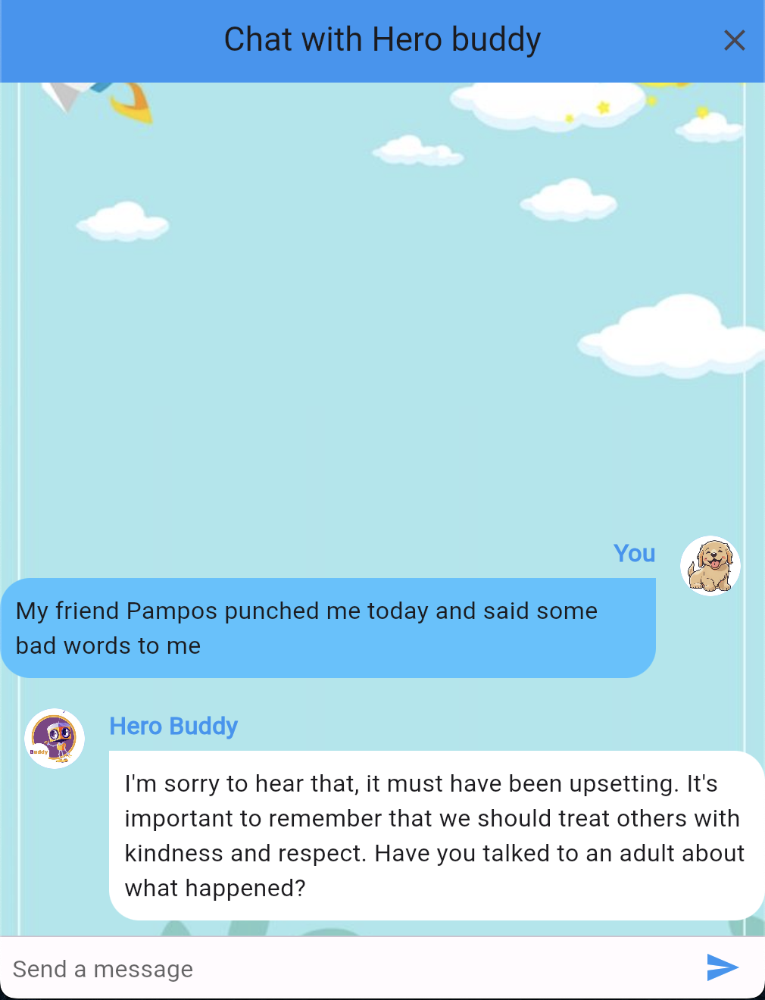 Chat with Hero buddy
You
My friend Pampos punched me today and said some
bad words to me
Hero Buddy
Buddy
I'm sorry to hear that, it must have been upsetting. It's
important to remember that we should treat others with
kindness and respect. Have you talked to an adult about
what happened?
Send a message